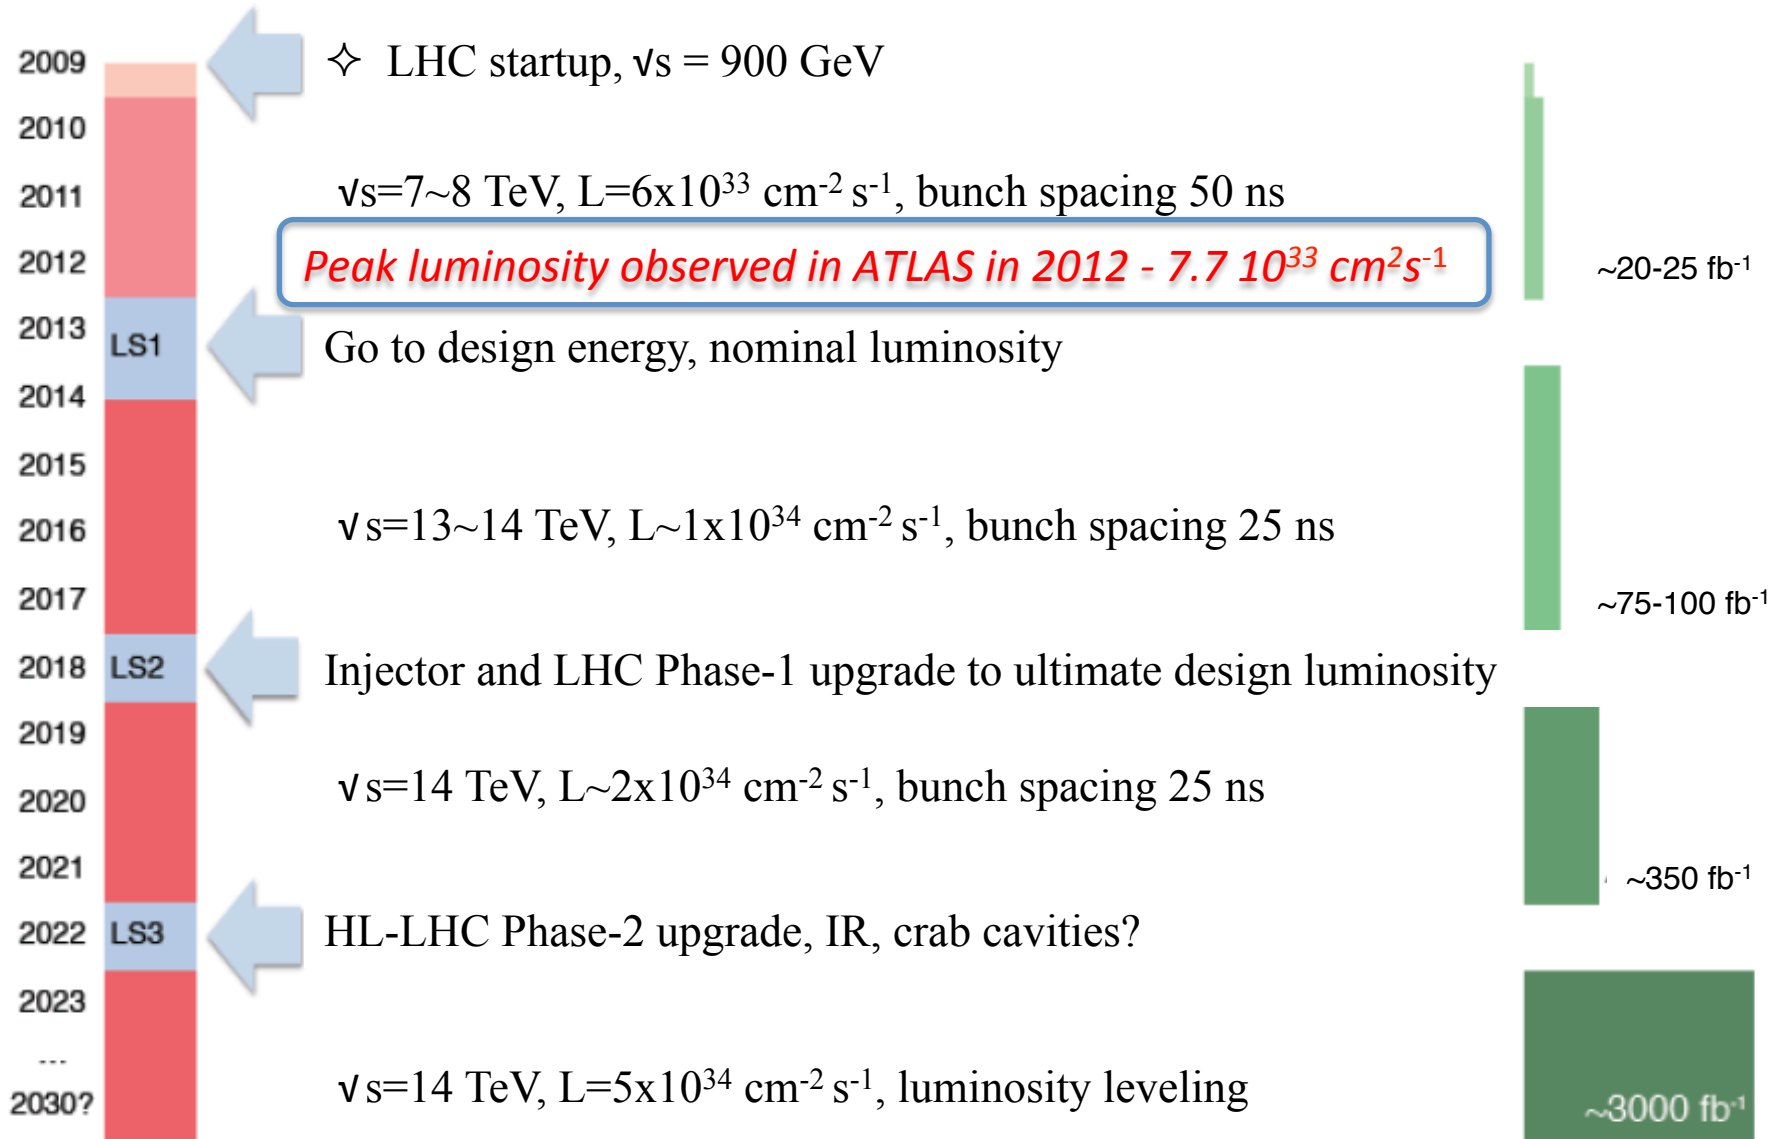 2009 ✧ LHC startup, √s = 900 GeV
2010
2011 √s=7~8 TeV, L=6x10³³ cm⁻² s⁻¹, bunch spacing 50 ns
2012 Peak luminosity observed in ATLAS in 2012 - 7.7 10³³ cm²s⁻¹ ~20-25 fb⁻¹
2013 LS1 Go to design energy, nominal luminosity
2014
2015
2016 √s=13~14 TeV, L~1x10³⁴ cm⁻² s⁻¹, bunch spacing 25 ns
2017 ~75-100 fb⁻¹
2018 LS2 Injector and LHC Phase-1 upgrade to ultimate design luminosity
2019
2020 √s=14 TeV, L~2x10³⁴ cm⁻² s⁻¹, bunch spacing 25 ns
2021 ~350 fb⁻¹
2022 LS3 HL-LHC Phase-2 upgrade, IR, crab cavities?
2023
...
2030? √s=14 TeV, L=5x10³⁴ cm⁻² s⁻¹, luminosity leveling ~3000 fb⁻¹